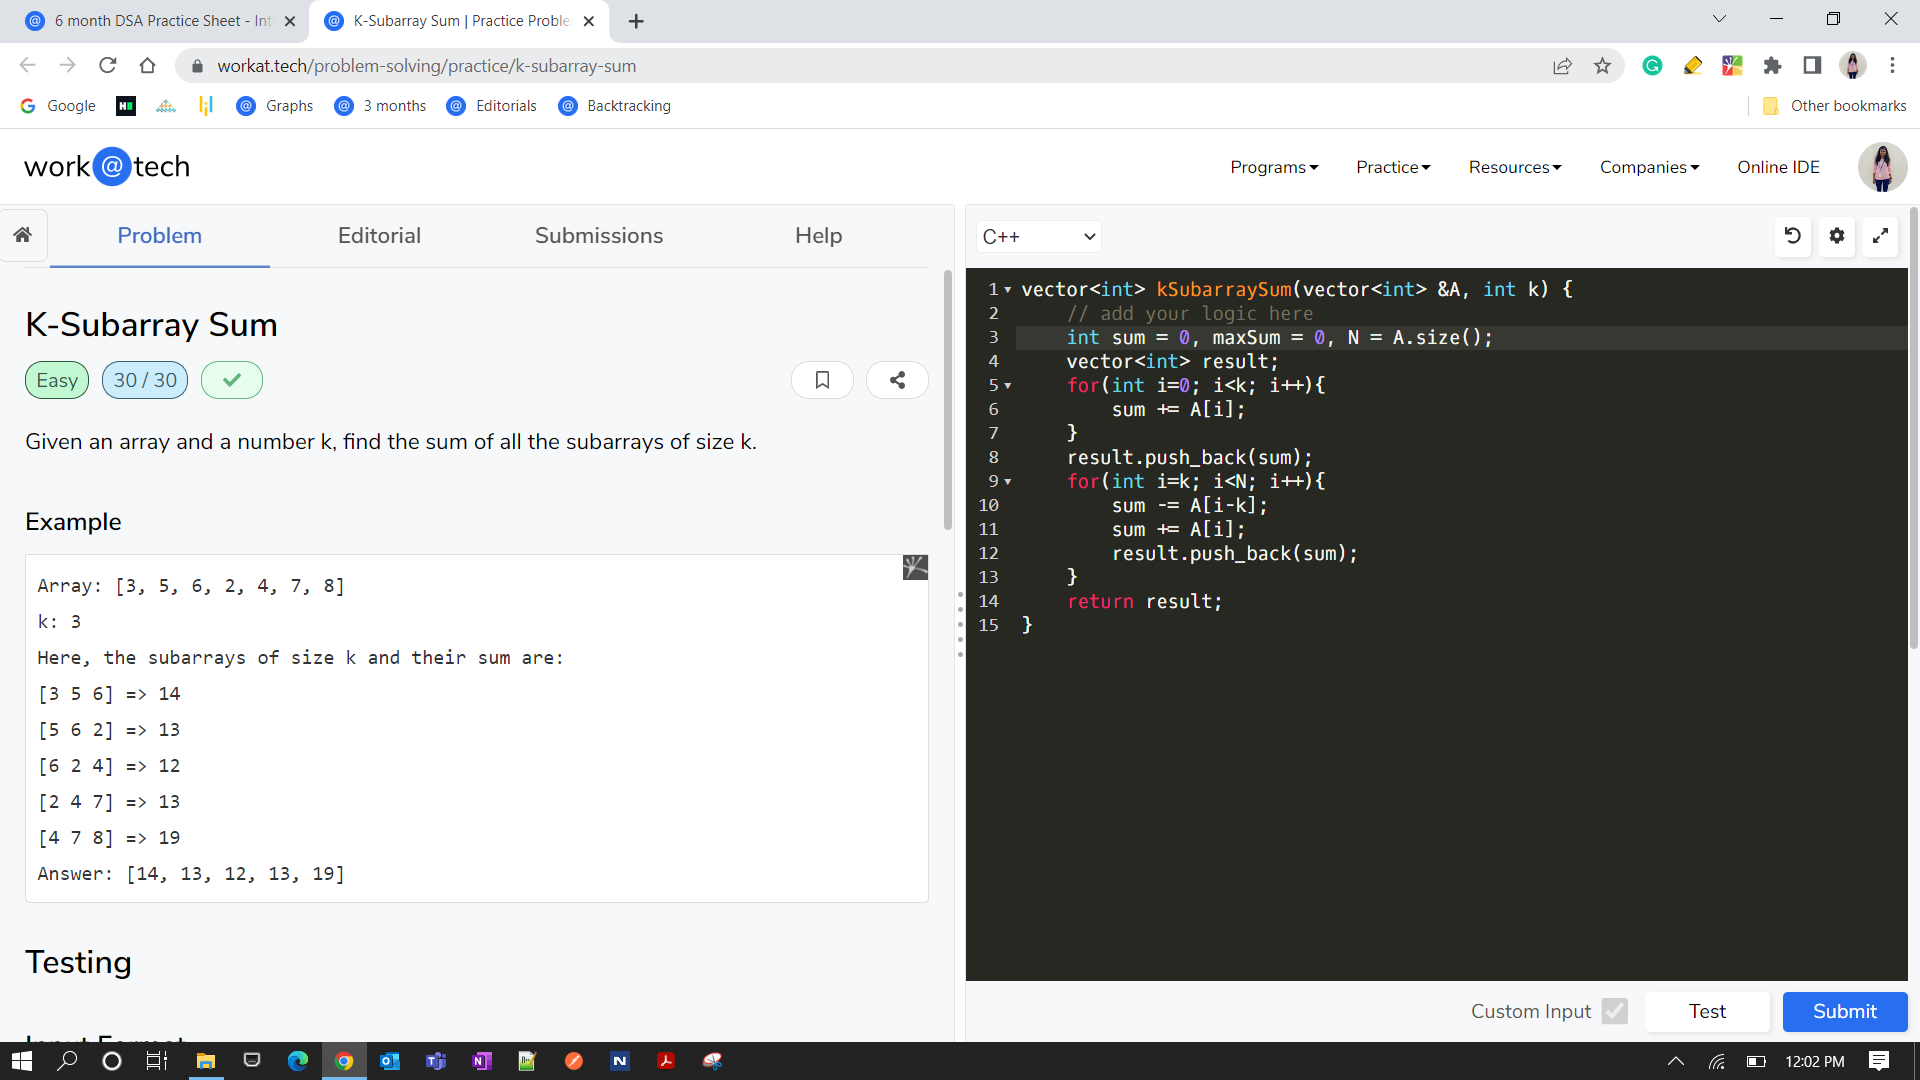 6 month DSA Practice Sheet - Int
K-Subarray Sum | Practice Proble
workat.tech/problem-solving/practice/k-subarray-sum
Google
Graphs
3 months
Editorials
Backtracking
Other bookmarks
work@tech
Programs
Practice
Resources
Companies
Online IDE
Problem
Editorial
Submissions
Help
K-Subarray Sum
Easy
30 / 30
Given an array and a number k, find the sum of all the subarrays of size k.
Example
Array: [3, 5, 6, 2, 4, 7, 8]
k: 3
Here, the subarrays of size k and their sum are:
[3 5 6] => 14
[5 6 2] => 13
[6 2 4] => 12
[2 4 7] => 13
[4 7 8] => 19
Answer: [14, 13, 12, 13, 19]
Testing
Input Format
C++
1 vector<int> kSubarraySum(vector<int> &A, int k) {
2 // add your logic here
3 int sum = 0, maxSum = 0, N = A.size();
4 vector<int> result;
5 for(int i=0; i<k; i++){
6 sum += A[i];
7 }
8 result.push_back(sum);
9 for(int i=k; i<N; i++){
10 sum -= A[i-k];
11 sum += A[i];
12 result.push_back(sum);
13 }
14 return result;
15 }
Custom Input
Test
Submit
12:02 PM